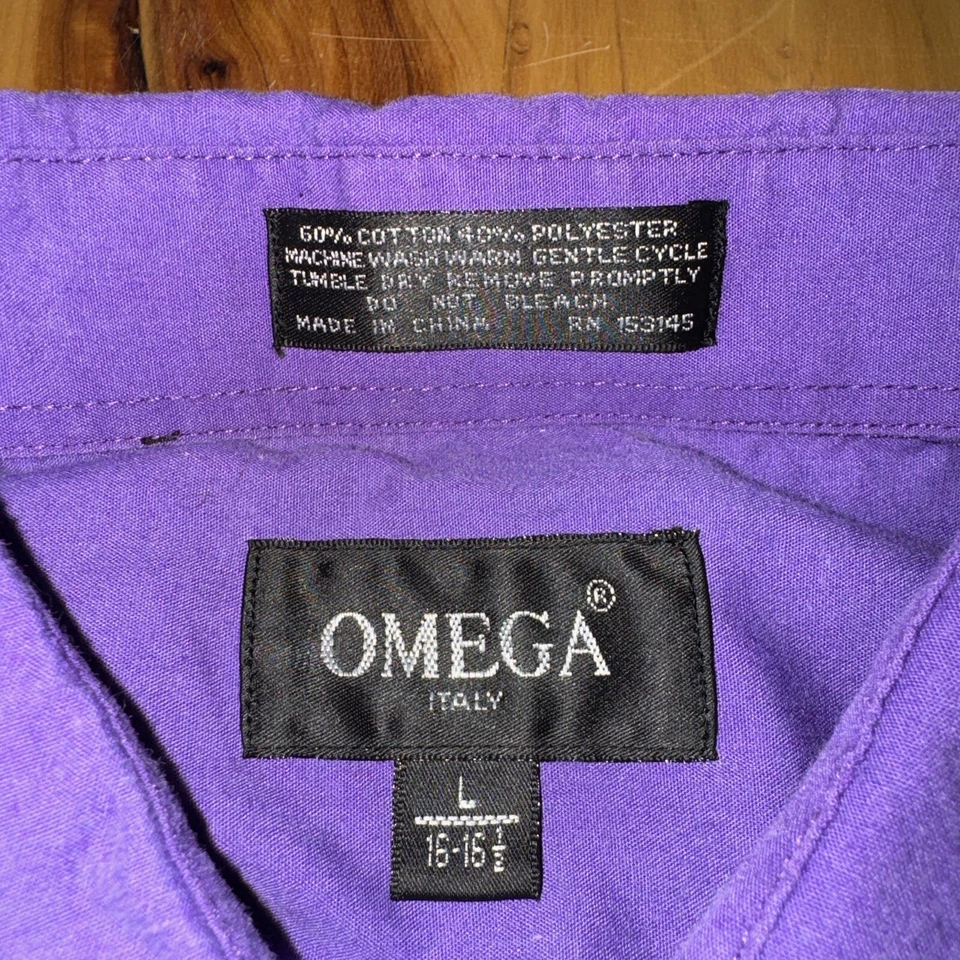 60% COTTON 40% POLYESTER
MACHINE WASH WARM GENTLE CYCLE
TUMBLE DRY REMOVE PROMPTLY
DO NOT BLEACH
MADE IN CHINA RN 153145
OMEGA®
ITALY
L
16-16½